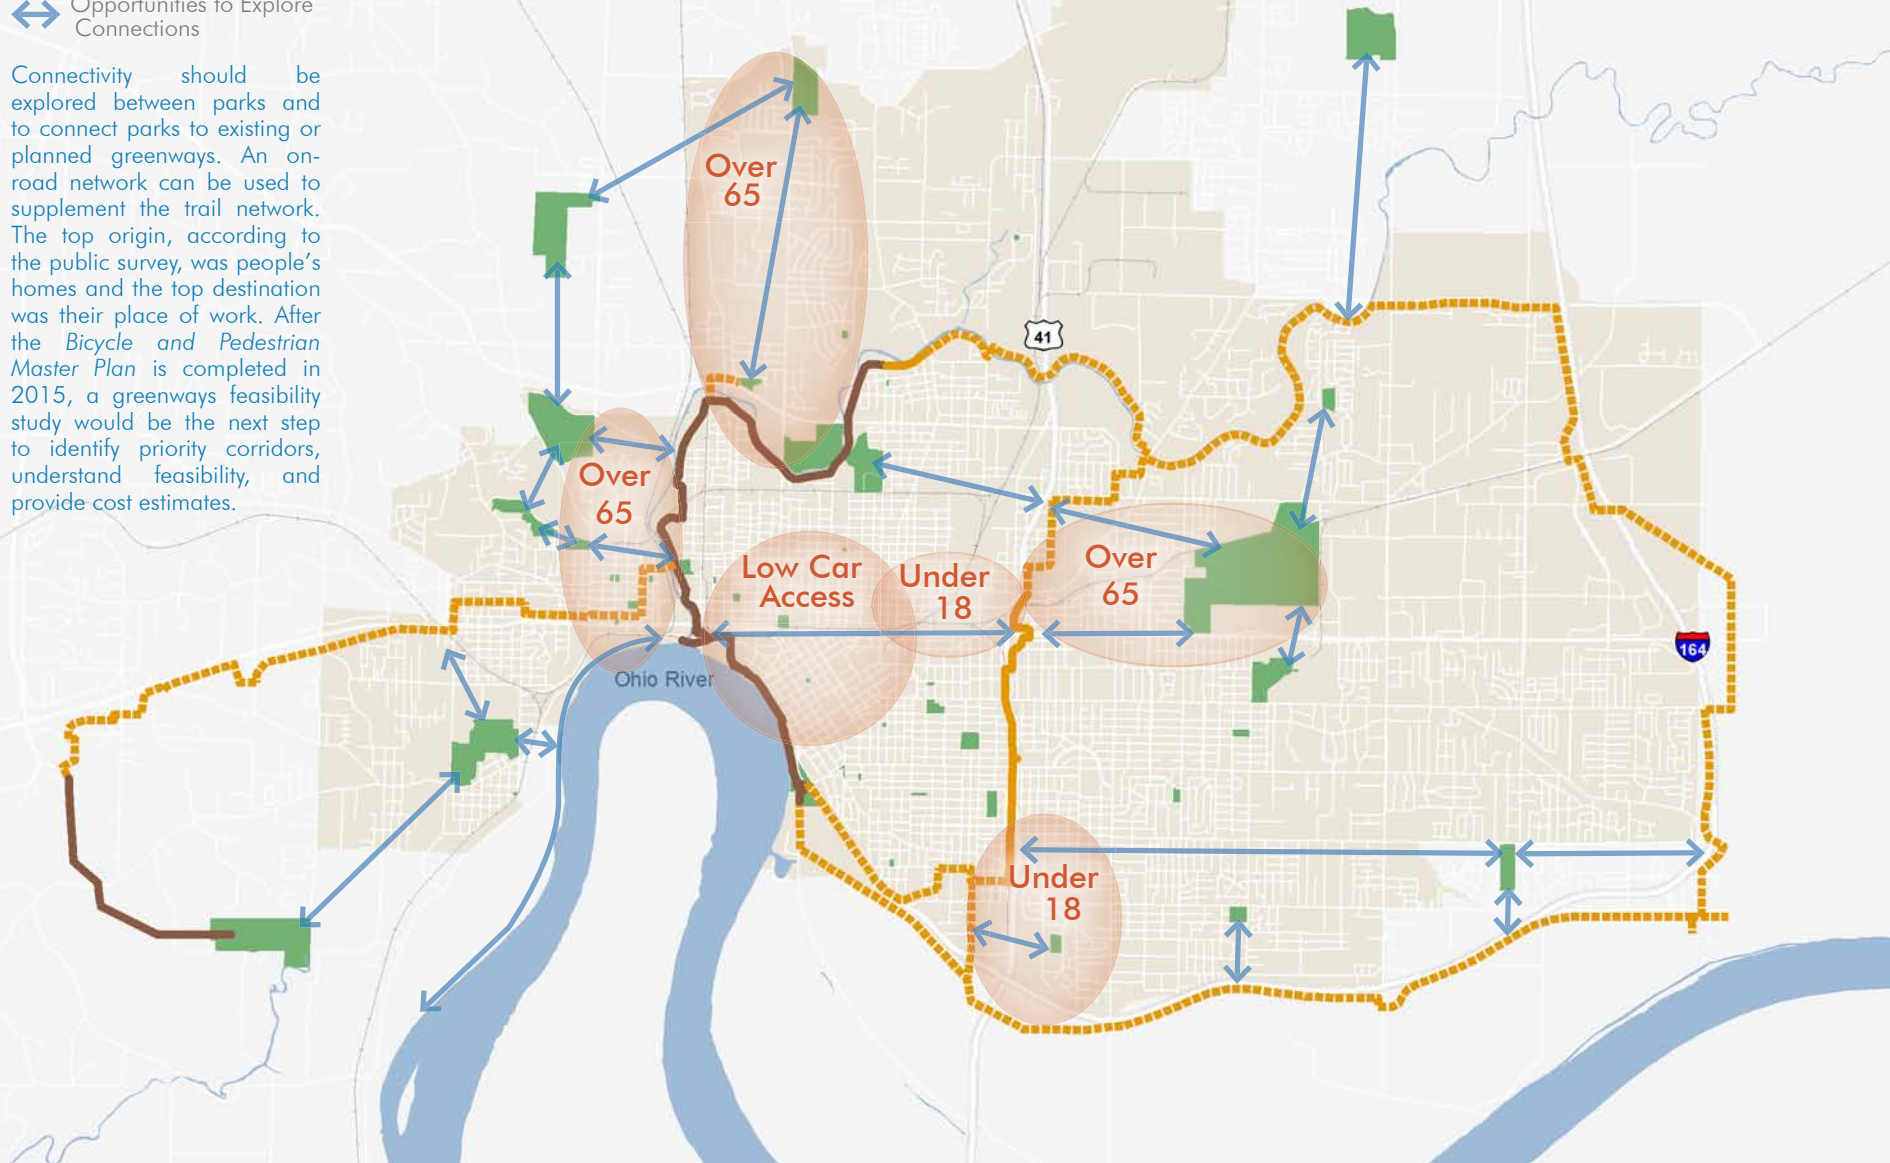 Opportunities to Explore
Connections
Connectivity should be
explored between parks and
to connect parks to existing or
planned greenways. An on-
road network can be used to
supplement the trail network.
The top origin, according to
the public survey, was people's
homes and the top destination
was their place of work. After
the Bicycle and Pedestrian
Master Plan is completed in
2015, a greenways feasibility
study would be the next step
to identify priority corridors,
understand feasibility, and
provide cost estimates.
Over
65
41
Over
65
Low Car
Access
Under
18
Over
65
164
Ohio River
Under
18